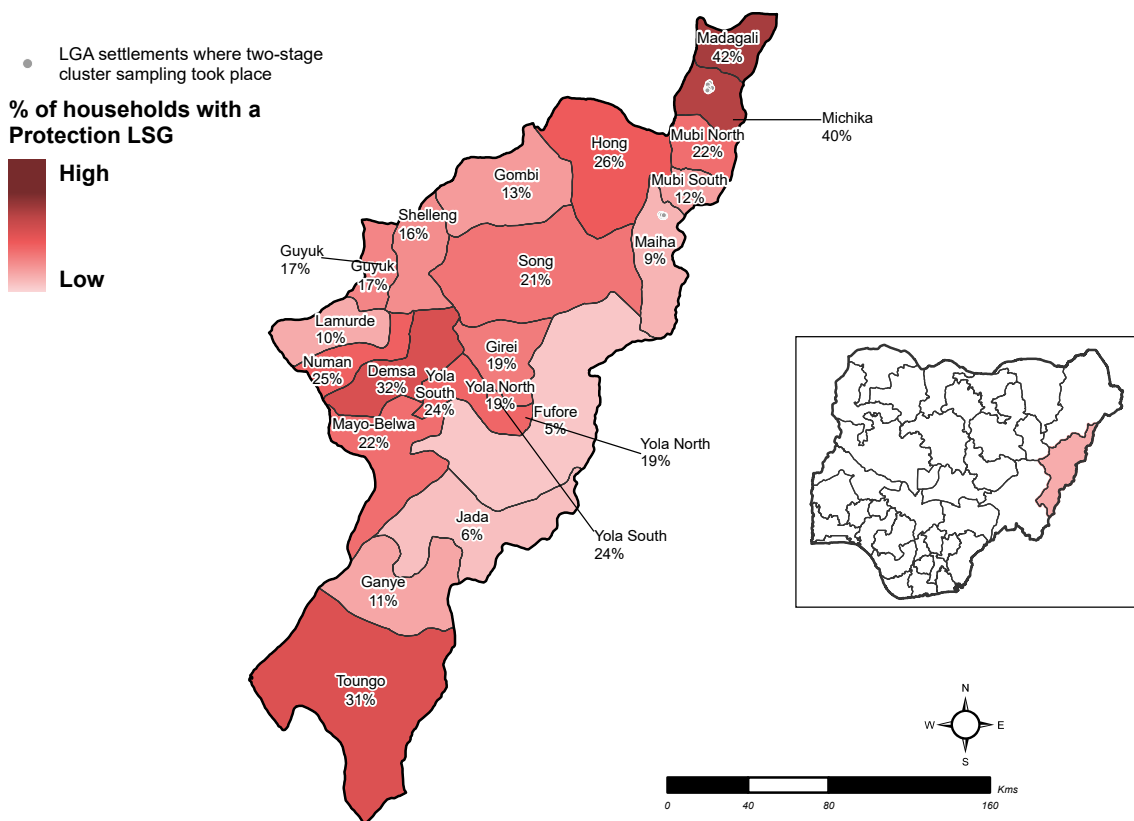 LGA settlements where two-stage
cluster sampling took place
% of households with a
Protection LSG
High
Low
Madagali
42%
Michika
40%
Mubi North
22%
Hong
26%
Gombi
13%
Mubi South
12%
Shelleng
16%
Maiha
9%
Guyuk
17%
Guyuk
17%
Song
21%
Lamurde
10%
Girei
19%
Numan
25%
Demsa
32%
Yola
South
24%
Yola North
19%
Fufore
5%
Mayo-Belwa
22%
Yola North
19%
Jada
6%
Yola South
24%
Ganye
11%
Toungo
31%
N
W
E
S
Kms
0
40
80
160